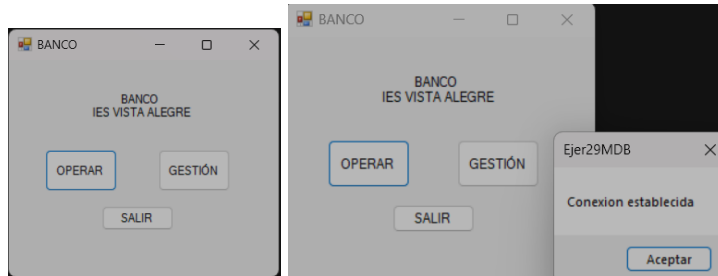 BANCO
BANCO
IES VISTA ALEGRE
OPERAR
GESTIÓN
SALIR
BANCO
BANCO
IES VISTA ALEGRE
OPERAR
GESTIÓN
SALIR
Ejer29MDB
Conexion establecida
Aceptar